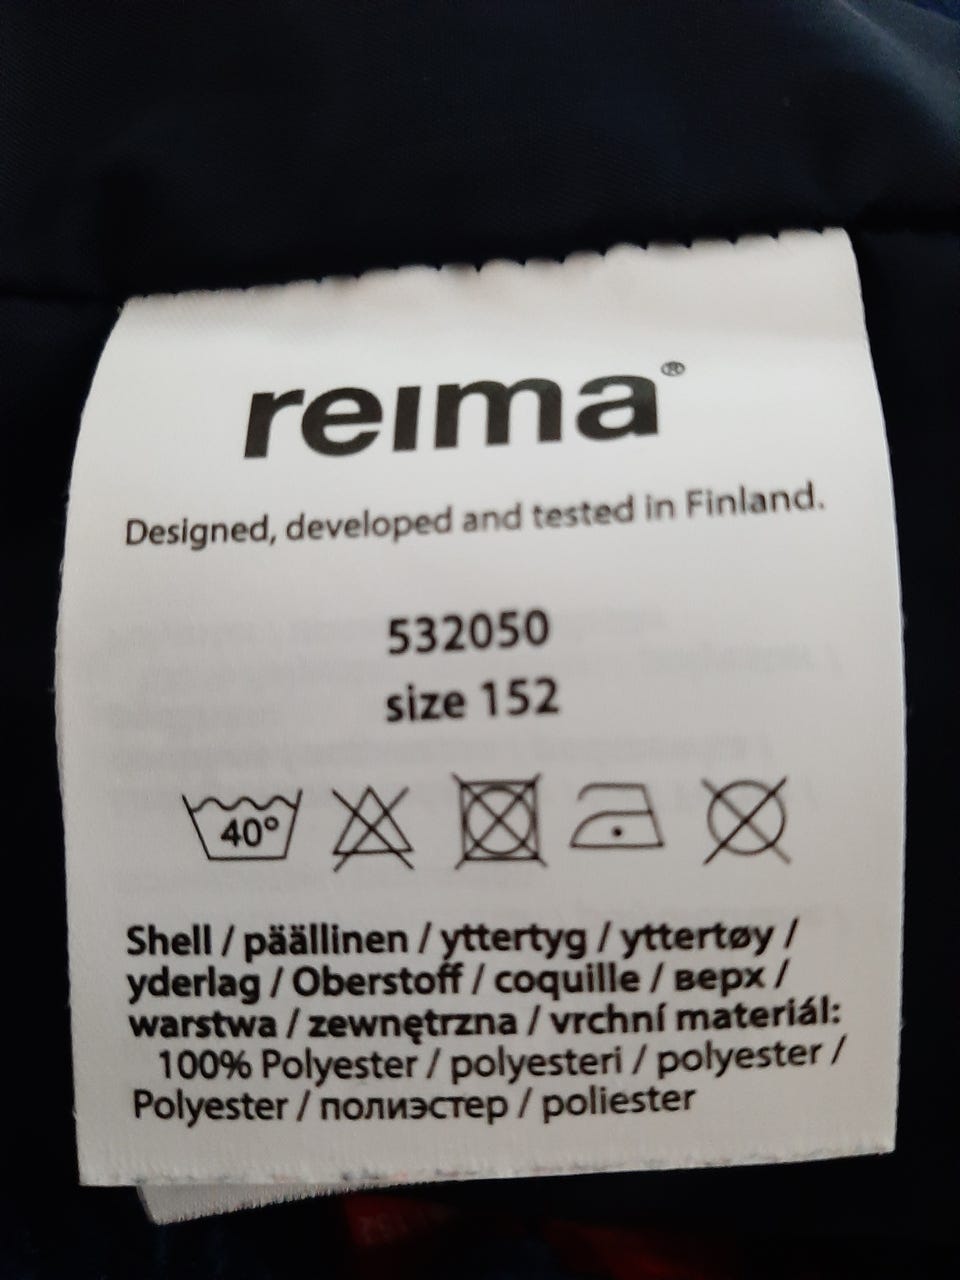 reima®
Designed, developed and tested in Finland.
532050
size 152
40°
Shell / päällinen / yttertyg / yttertøy /
yderlag / Oberstoff / coquille / верх /
warstwa / zewnętrzna / vrchní materiál:
100% Polyester / polyesteri / polyester /
Polyester / полиэстер / poliester